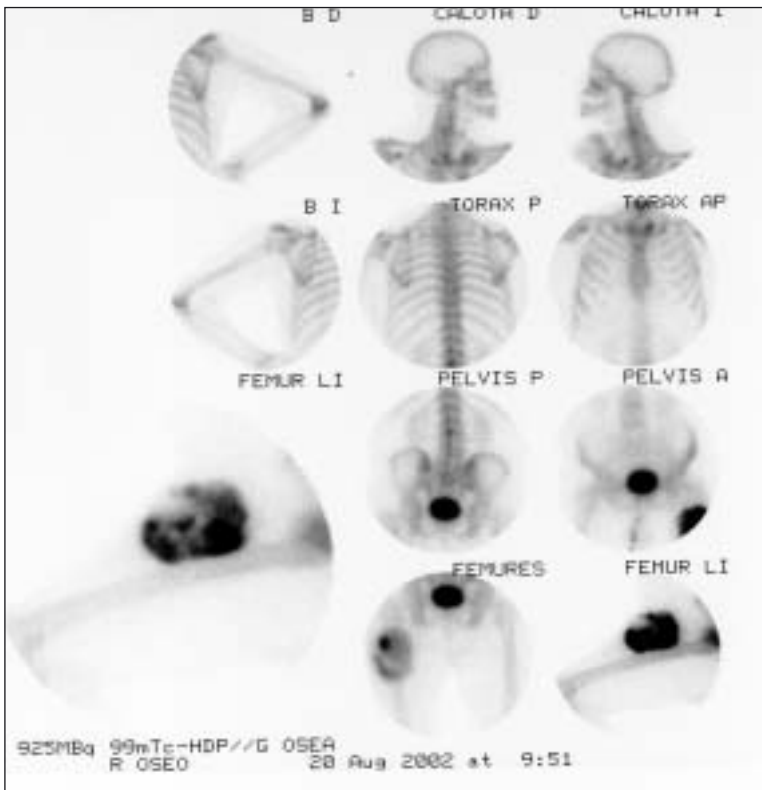 B D CALOTA D CALOTA I
B I TORAX P TORAX AP
FEMUR LI PELVIS P PELVIS A
FEMURES FEMUR LI
925MBq 99mTc-HDP//G OSEA
R OSEO 20 Aug 2002 at 9:51